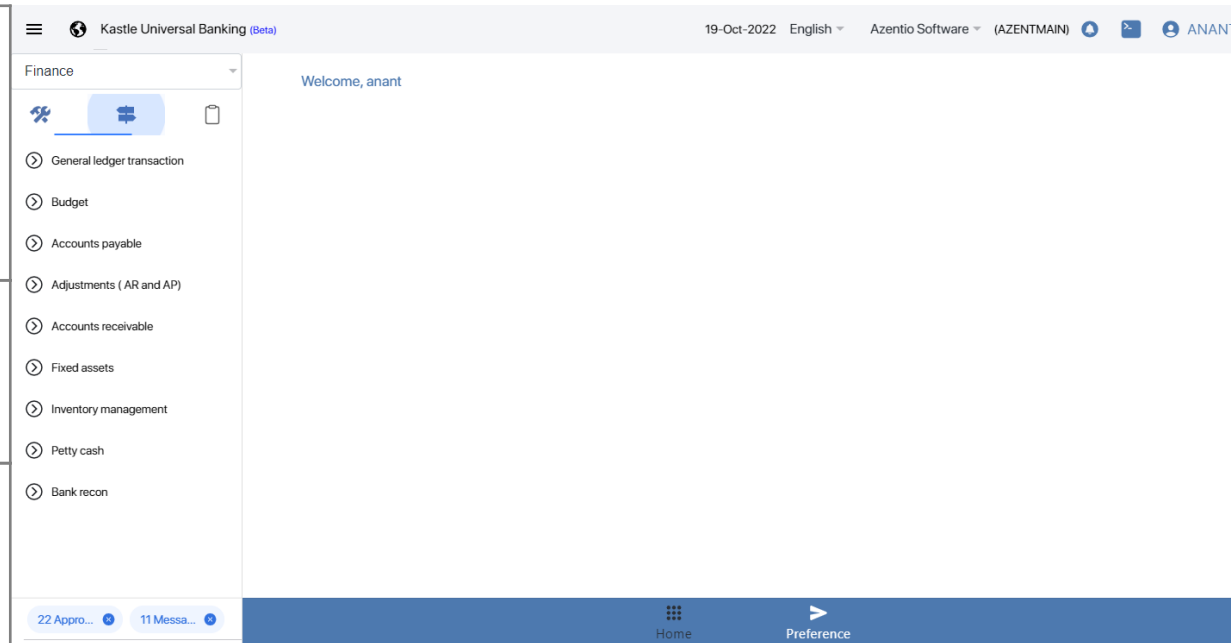 Kastle Universal Banking (Beta)
19-Oct-2022 English Azentio Software (AZENTMAIN) ANANT
Finance
Welcome, anant
General ledger transaction
Budget
Accounts payable
Adjustments ( AR and AP)
Accounts receivable
Fixed assets
Inventory management
Petty cash
Bank recon
22 Appro... 11 Messa...
Home Preference